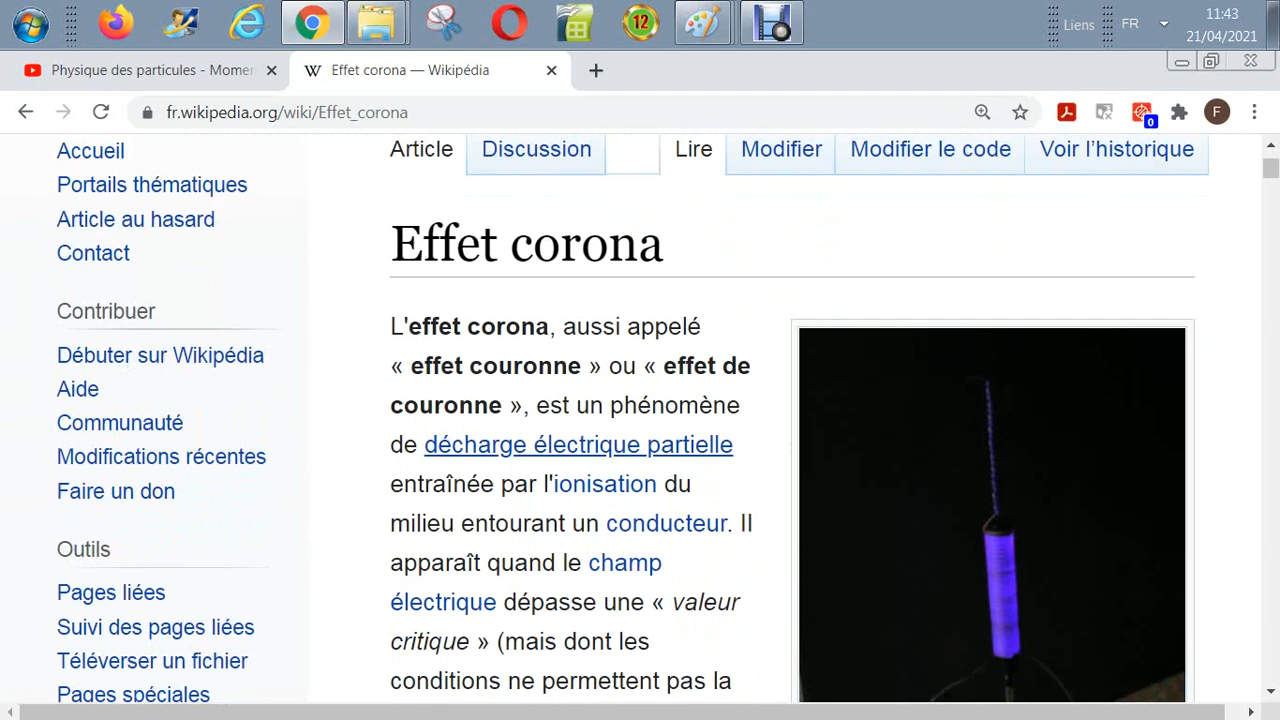 12
Liens
FR
11:43
21/04/2021
Physique des particules - Momen
W Effet corona — Wikipédia
fr.wikipedia.org/wiki/Effet_corona
0
F
Accueil
Portails thématiques
Article au hasard
Contact
Contribuer
Débuter sur Wikipédia
Aide
Communauté
Modifications récentes
Faire un don
Outils
Pages liées
Suivi des pages liées
Téléverser un fichier
Pages spéciales
Article Discussion Lire Modifier Modifier le code Voir l’historique
Effet corona
L'effet corona, aussi appelé
« effet couronne » ou « effet de
couronne », est un phénomène
de décharge électrique partielle
entraînée par l'ionisation du
milieu entourant un conducteur. Il
apparaît quand le champ
électrique dépasse une « valeur
critique » (mais dont les
conditions ne permettent pas la